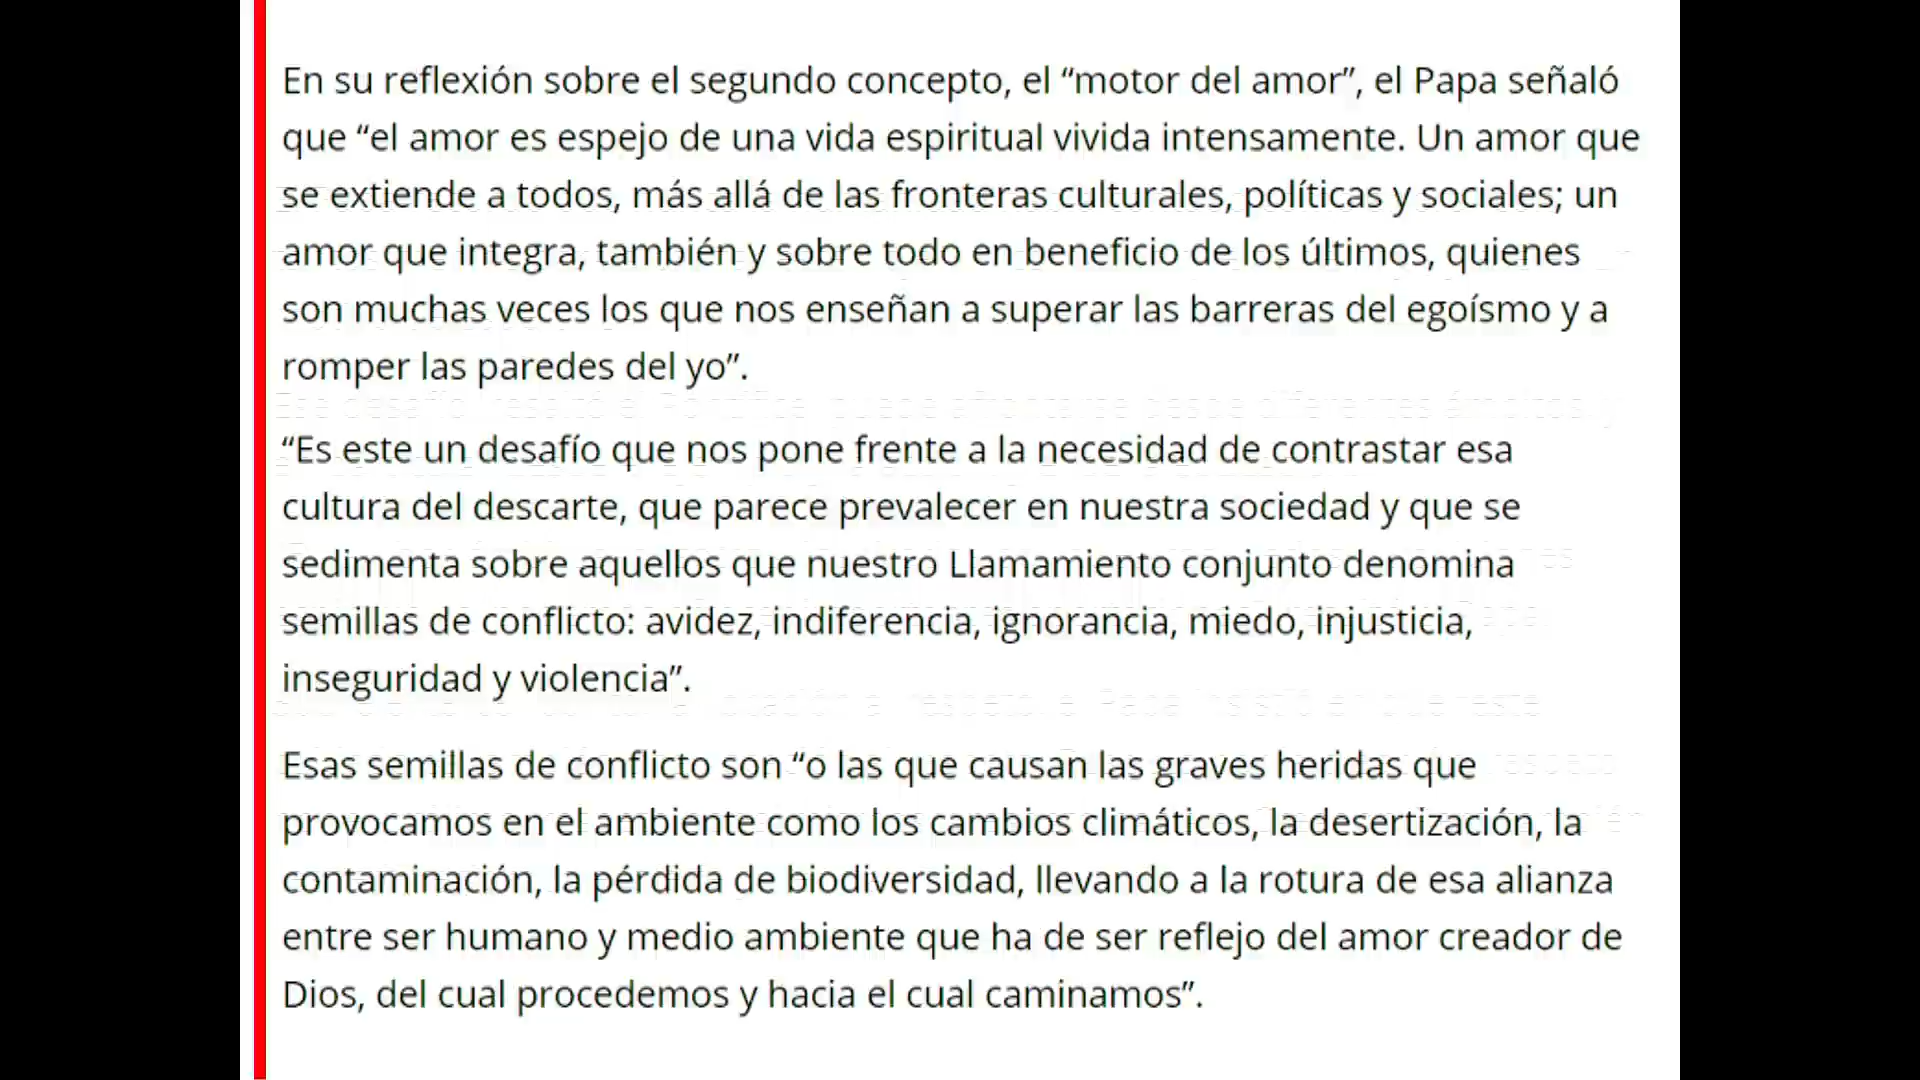 En su reflexión sobre el segundo concepto, el “motor del amor”, el Papa señaló
que “el amor es espejo de una vida espiritual vivida intensamente. Un amor que
se extiende a todos, más allá de las fronteras culturales, políticas y sociales; un
amor que integra, también y sobre todo en beneficio de los últimos, quienes
son muchas veces los que nos enseñan a superar las barreras del egoísmo y a
romper las paredes del yo”.
“Es este un desafío que nos pone frente a la necesidad de contrastar esa
cultura del descarte, que parece prevalecer en nuestra sociedad y que se
sedimenta sobre aquellos que nuestro Llamamiento conjunto denomina
semillas de conflicto: avidez, indiferencia, ignorancia, miedo, injusticia,
inseguridad y violencia”.
Esas semillas de conflicto son “o las que causan las graves heridas que
provocamos en el ambiente como los cambios climáticos, la desertización, la
contaminación, la pérdida de biodiversidad, llevando a la rotura de esa alianza
entre ser humano y medio ambiente que ha de ser reflejo del amor creador de
Dios, del cual procedemos y hacia el cual caminamos”.